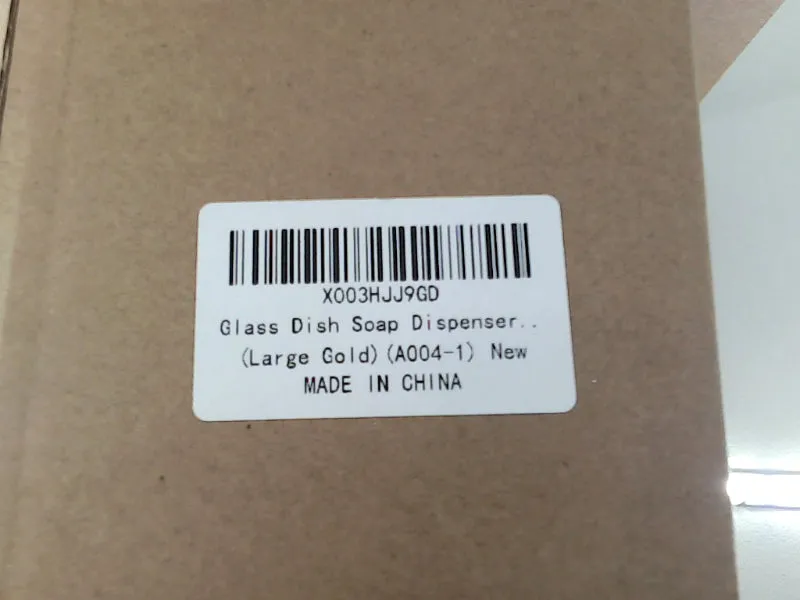 X003HJJ9GD
Glass Dish Soap Dispenser..
(Large Gold)(A004-1) New
MADE IN CHINA